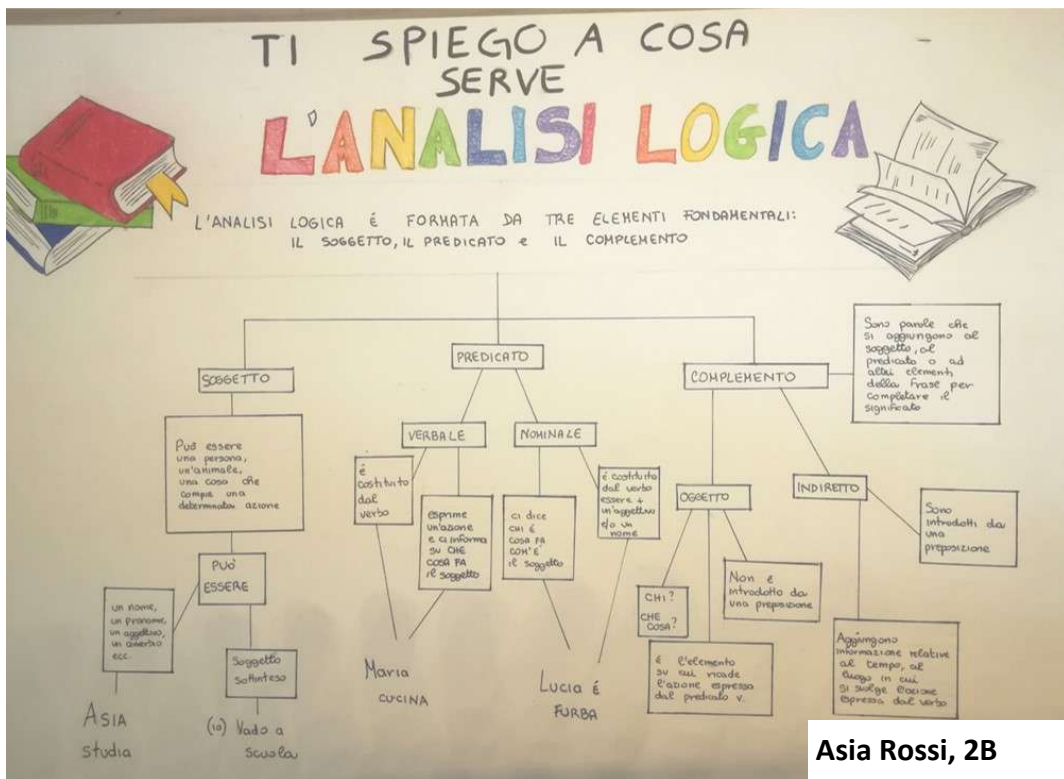 TI SPIEGO A COSA
SERVE
L'ANALISI LOGICA
L'ANALISI LOGICA É FORMATA DA TRE ELEMENTI FONDAMENTALI:
IL SOGGETTO, IL PREDICATO e IL COMPLEMENTO
SOGGETTO
Può essere
una persona,
un'animale,
una cosa che
compie una
determinata azione
PUO'
ESSERE
un nome,
un pronome,
un aggettivo,
un avverbio
ecc.
ASIA
studia
Soggetto
sottinteso
(io) Vado a
scuola
PREDICATO
VERBALE
é
costituito
dal
verbo
esprime
un'azione
e ci informa
su CHE
COSA FA
il soggetto
Maria
CUCINA
NOMINALE
ci dice
CHI É
COSA FA
COM'E'
il soggetto
é costituito
dal verbo
essere +
un'aggettivo
e/o un
nome
Lucia é
FURBA
COMPLEMENTO
Sono parole che
si aggiungono al
soggetto, al
predicato o ad
altri elementi
della frase per
completare il
significato
OGGETTO
CHI?
CHE
COSA?
é l'elemento
su cui ricade
l'azione espressa
dal predicato v.
Non e
introdotto da
una preposizione
INDIRETTO
Aggiungono
informazione relative
al tempo, al
luogo in cui
si svolge l'azione
espressa dal verbo
Sono
introdotti da
una
preposizione
Asia Rossi, 2B